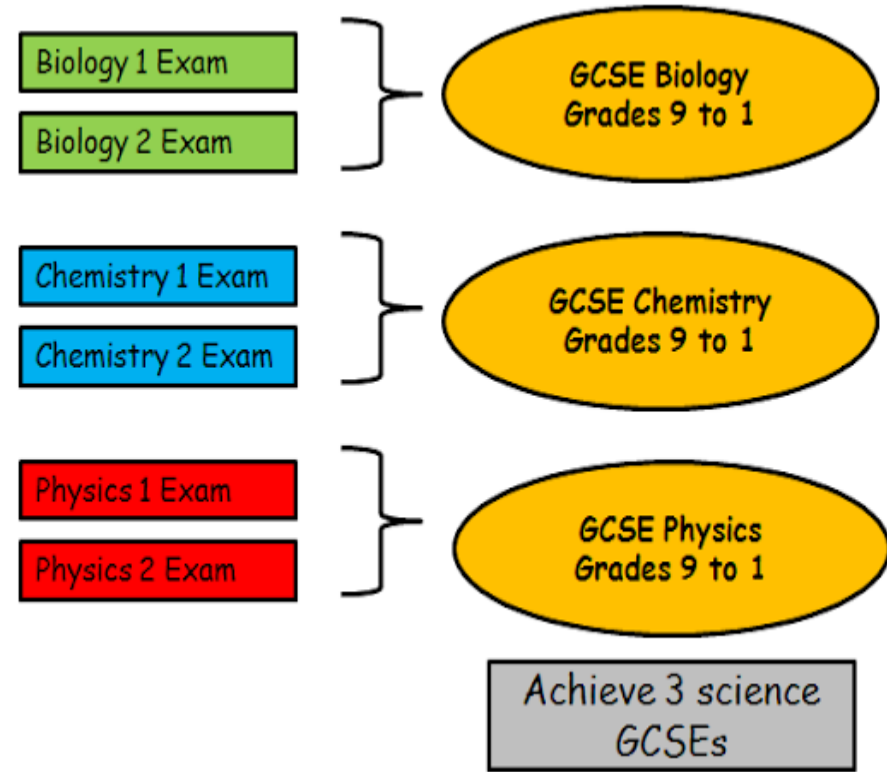 Biology 1 Exam
Biology 2 Exam
GCSE Biology
Grades 9 to 1
Chemistry 1 Exam
Chemistry 2 Exam
GCSE Chemistry
Grades 9 to 1
Physics 1 Exam
Physics 2 Exam
GCSE Physics
Grades 9 to 1
Achieve 3 science
GCSEs